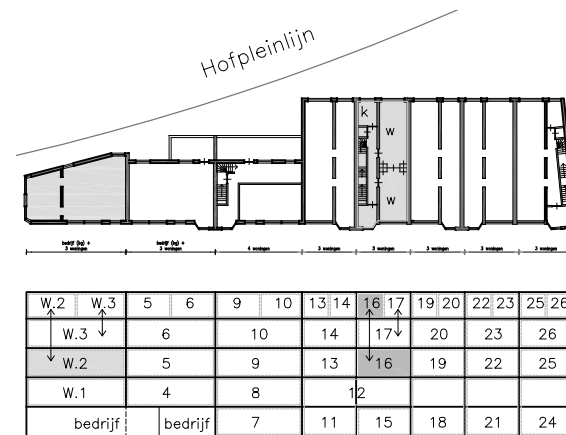 Hofpleinlijn
k
w
w
bedrijf (bg) + 3 woningen
bedrijf (bg) + 3 woningen
4 woningen
3 woningen
3 woningen
3 woningen
3 woningen
3 woningen
W.2 W.3 5 6 9 10 13 14 16 17 19 20 22 23 25 26
W.3 6 10 14 17 20 23 26
W.2 5 9 13 16 19 22 25
W.1 4 8 12
bedrijf bedrijf 7 11 15 18 21 24